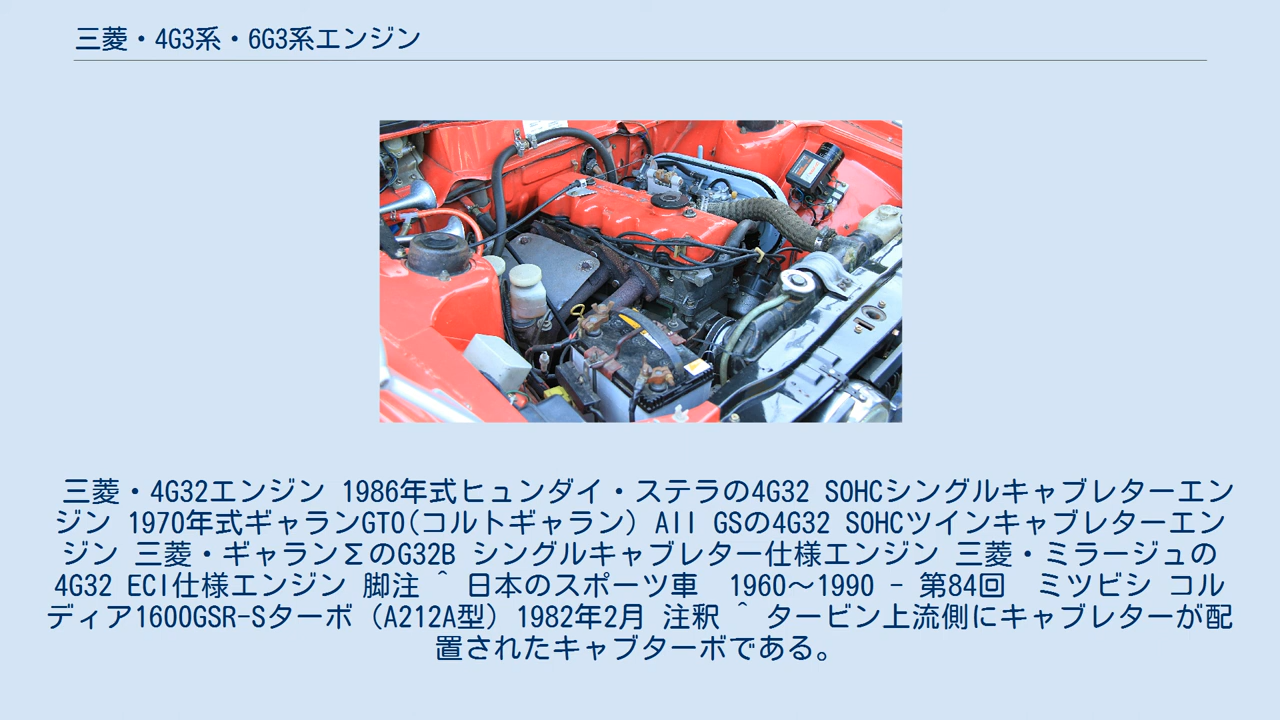 三菱・4G3系・6G3系エンジン
三菱・4G32エンジン 1986年式ヒュンダイ・ステラの4G32 SOHCシングルキャブレターエン
ジン 1970年式ギャランGTO(コルトギャラン) AII GSの4G32 SOHCツインキャブレターエン
ジン 三菱・ギャランΣのG32B シングルキャブレター仕様エンジン 三菱・ミラージュの
4G32 ECI仕様エンジン 脚注 ^ 日本のスポーツ車　1960〜1990 - 第84回　ミツビシ コル
ディア1600GSR-Sターボ (A212A型) 1982年2月 注釈 ^ タービン上流側にキャブレターが配
置されたキャブターボである。